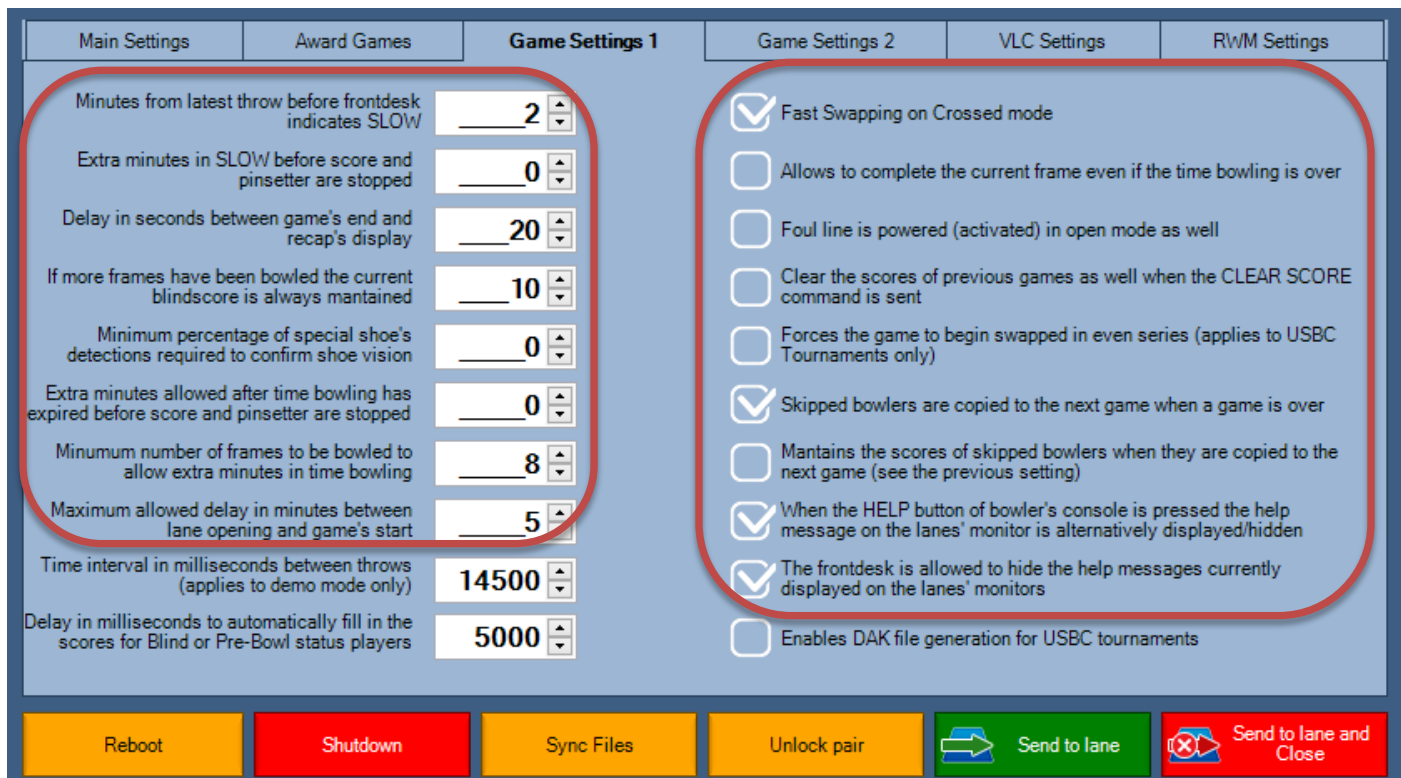 Main Settings
Award Games
Game Settings 1
Game Settings 2
VLC Settings
RWM Settings
Minutes from latest throw before frontdesk
indicates SLOW
2
Extra minutes in SLOW before score and
pinsetter are stopped
0
Delay in seconds between game's end and
recap's display
20
If more frames have been bowled the current
blindscore is always mantained
10
Minimum percentage of special shoe's
detections required to confirm shoe vision
0
Extra minutes allowed after time bowling has
expired before score and pinsetter are stopped
0
Minumum number of frames to be bowled to
allow extra minutes in time bowling
8
Maximum allowed delay in minutes between
lane opening and game's start
5
Time interval in milliseconds between throws
(applies to demo mode only)
14500
Delay in milliseconds to automatically fill in the
scores for Blind or Pre-Bowl status players
5000
Fast Swapping on Crossed mode
Allows to complete the current frame even if the time bowling is over
Foul line is powered (activated) in open mode as well
Clear the scores of previous games as well when the CLEAR SCORE
command is sent
Forces the game to begin swapped in even series (applies to USBC
Tournaments only)
Skipped bowlers are copied to the next game when a game is over
Mantains the scores of skipped bowlers when they are copied to the
next game (see the previous setting)
When the HELP button of bowler's console is pressed the help
message on the lanes' monitor is alternatively displayed/hidden
The frontdesk is allowed to hide the help messages currently
displayed on the lanes' monitors
Enables DAK file generation for USBC tournaments
Reboot
Shutdown
Sync Files
Unlock pair
Send to lane
Send to lane and
Close